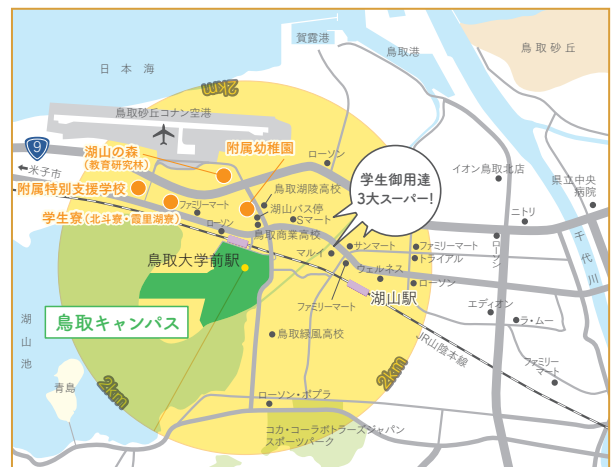 賀露港
鳥取港
鳥取砂丘
日本海
2km
鳥取砂丘コナン空港
9
米子市
湖山の森
(教育研究林)
附属幼稚園
ローソン
附属特別支援学校
鳥取湖陵高校
学生御用達
3大スーパー!
イオン鳥取北店
県立中央
病院
ニトリ
学生寮(北斗寮・霞里湖寮)
ファミリーマート
湖山バス停
Sマート
ローソン
鳥取商業高校
千代川
鳥取大学前駅
マルイ
サンマート
ファミリーマート
トライアル
ローソン
ウェルネス
ローソン
湖山駅
ファミリーマート
エディオン
ラ・ムー
鳥取キャンパス
湖山池
鳥取緑風高校
JR山陰本線
ファミリー
マート
青島
2km
2km
ローソン・ポプラ
コカ・コーラボトラーズジャパン
スポーツパーク